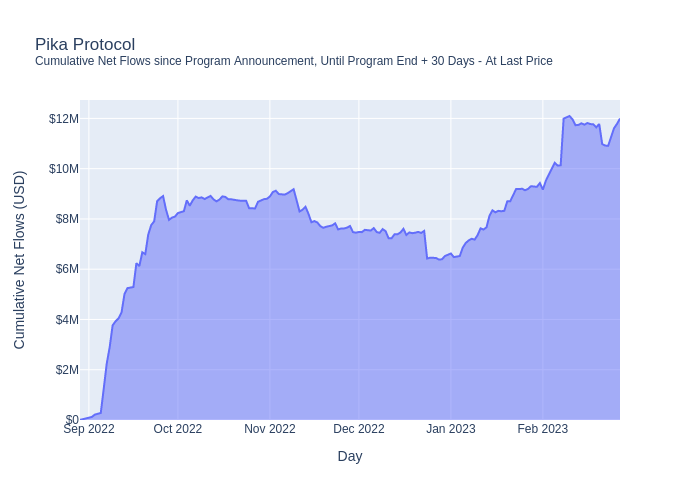 Pika Protocol
Cumulative Net Flows since Program Announcement, Until Program End + 30 Days - At Last Price
Cumulative Net Flows (USD)
$12M
$10M
$8M
$6M
$4M
$2M
$0
Sep 2022
Oct 2022
Nov 2022
Dec 2022
Jan 2023
Feb 2023
Day